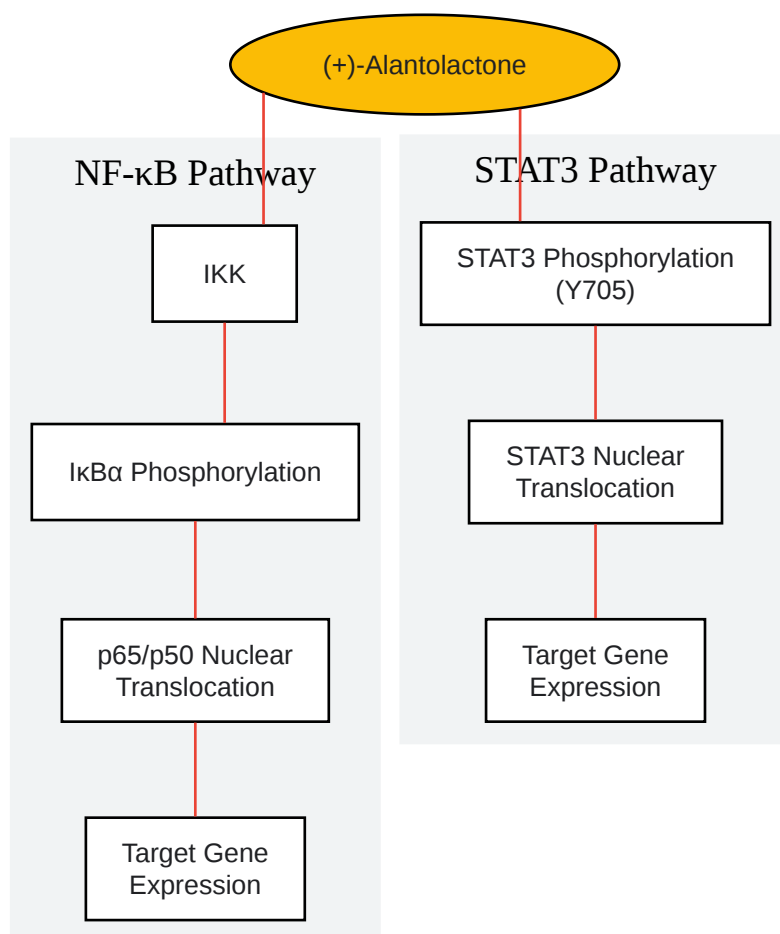 (+)-Alantolactone
NF-κB Pathway
IKK
IκBα Phosphorylation
p65/p50 Nuclear
Translocation
Target Gene
Expression
STAT3 Pathway
STAT3 Phosphorylation
(Y705)
STAT3 Nuclear
Translocation
Target Gene
Expression